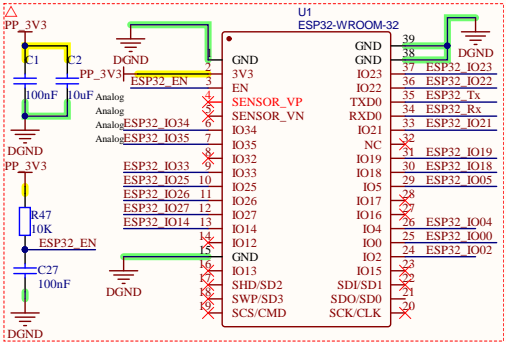 U1
ESP32-WROOM-32
PP_3V3
C1
C2
100nF
10uF
DGND
PP_3V3
R47
10K
ESP32_EN
C27
100nF
DGND
DGND
1 GND
PP_3V3 2 3V3
ESP32_EN 3 EN
Analog 4 SENSOR_VP
Analog 5 SENSOR_VN
Analog ESP32_IO34 6 IO34
Analog ESP32_IO35 7 IO35
8 IO32
ESP32_IO33 9 IO33
ESP32_IO25 10 IO25
ESP32_IO26 11 IO26
ESP32_IO27 12 IO27
ESP32_IO14 13 IO14
14 IO12
15 GND
DGND
16 IO13
17 SHD/SD2
18 SWP/SD3
19 SCS/CMD
DGND
GND 39
GND 38
IO23 37 ESP32_IO23
IO22 36 ESP32_IO22
TXD0 35 ESP32_Tx
RXD0 34 ESP32_Rx
IO21 33 ESP32_IO21
NC 32
IO19 31 ESP32_IO19
IO18 30 ESP32_IO18
IO5 29 ESP32_IO05
IO17 28
IO16 27
IO4 26 ESP32_IO04
IO0 25 ESP32_IO00
IO2 24 ESP32_IO02
IO15 23
SDI/SD1 22
SDO/SD0 21
SCK/CLK 20